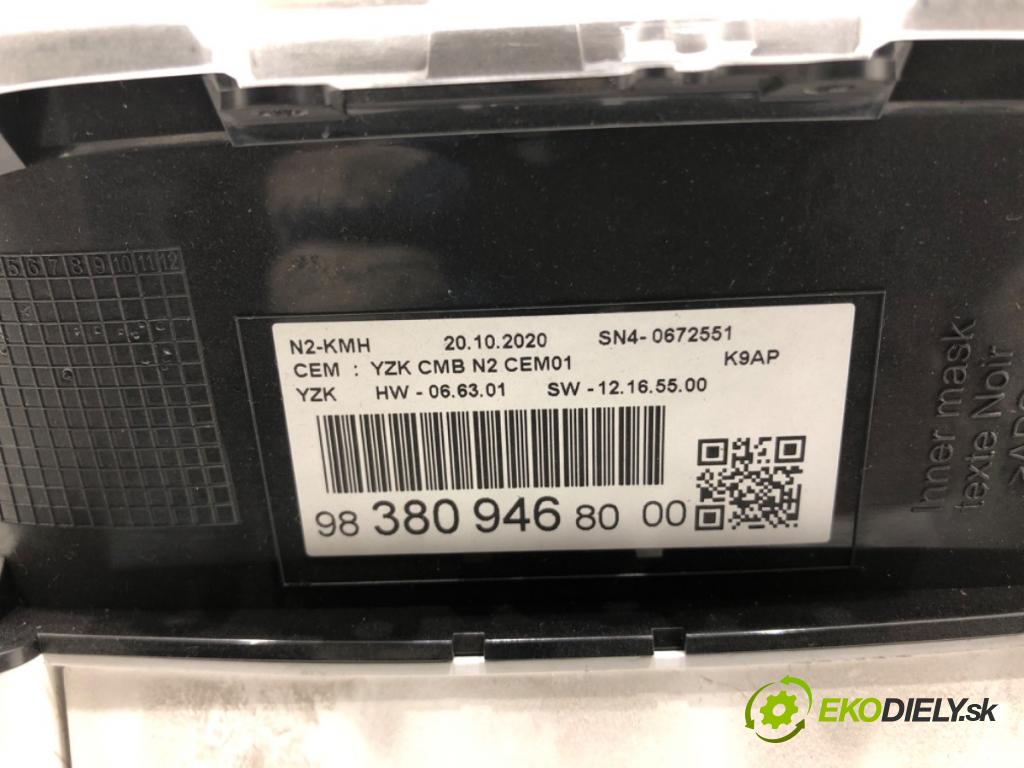 5 6 7 8 9 10 11 12
N2-KMH 20.10.2020 SN4- 0672551
CEM : YZK CMB N2 CEM01 K9AP
YZK HW - 06.63.01 SW - 12.16.55.00
98 380 946 80 00
Inner mask
texte Noir
EKODIELY.sk